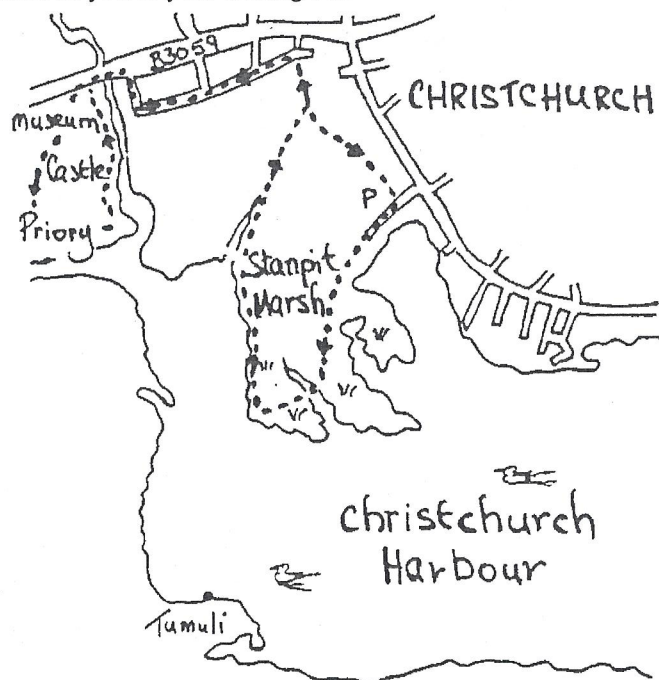 B3059
CHRISTCHURCH
Museum
Castle
Priory
P
Stanpit
Marsh
Christchurch
Harbour
Tumuli